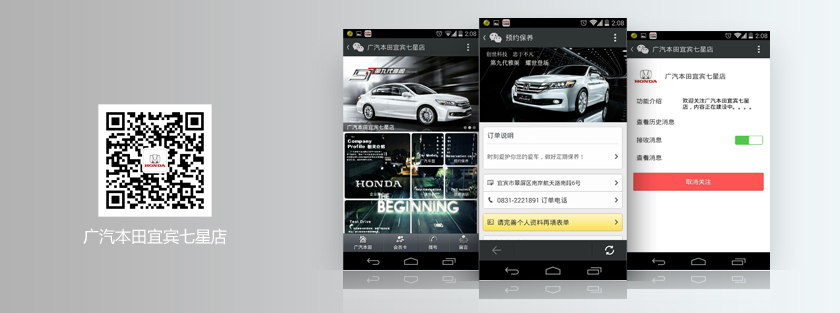 HONDA
广汽本田宜宾七星店
2:08
广汽本田宜宾七星店
第九代雅阁
广汽本田宜宾七星店
Company
Profile
HONDA
THE
BEGINNING
Test Drive
广汽本田
会员卡
拨号
留言
2:08
预约保养
创世科技 志于不凡
第九代雅阁 耀世登场
订单说明
时刻爱护你您的爱车,做好定期保养!
宜宾市翠屏区南岸航天路南段6号
0831-2221891 订单电话
请完善个人资料再填表单
2:08
广汽本田宜宾七星店
HONDA
广汽本田宜宾七星店
功能介绍
欢迎关注广汽本田宜宾七星
店,内容正在建设中。。。。
查看历史消息
接收消息
查看消息
取消关注